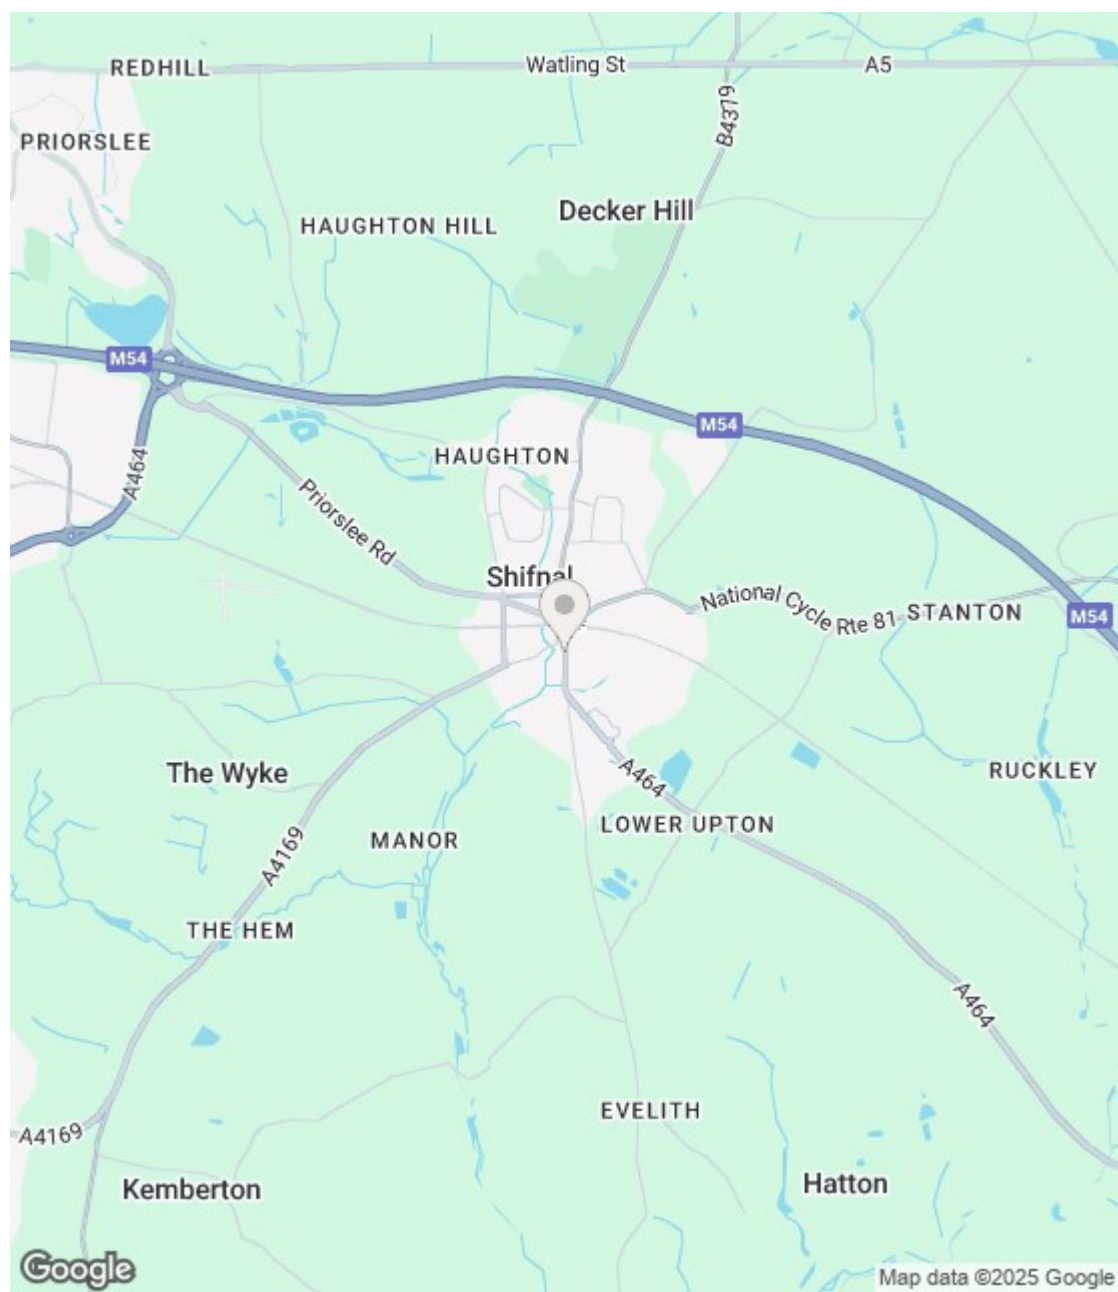 REDHILL
Watling St
A5
B4379
PRIORSLEE
Decker Hill
HAUGHTON HILL
M54
M54
HAUGHTON
A464
Priorslee Rd
Shifnal
National Cycle Rte 81
STANTON
M54
The Wyke
A464
RUCKLEY
LOWER UPTON
MANOR
A4169
THE HEM
A464
EVELITH
A4169
Kemberton
Hatton
Google
Map data ©2025 Google